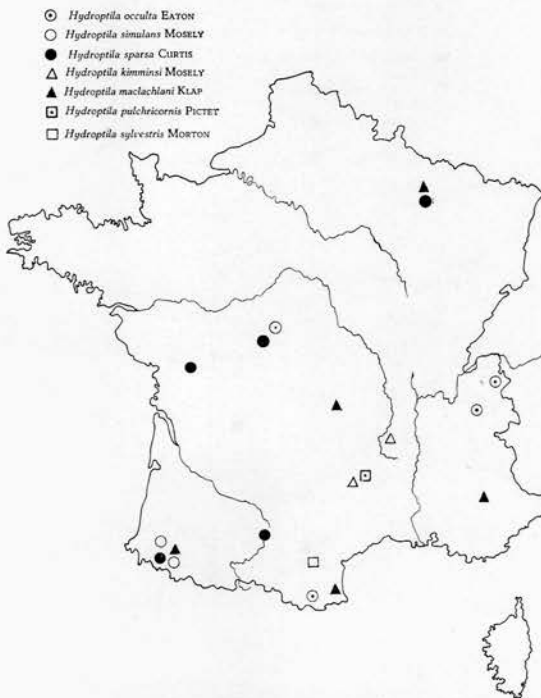 Hydroptila occulta EATON
Hydroptila simulans MOSELY
Hydroptila sparsa CURTIS
Hydroptila kimminsi MOSELY
Hydroptila maclachlani KLAP
Hydroptila pulchricornis PICTET
Hydroptila sylvestris MORTON